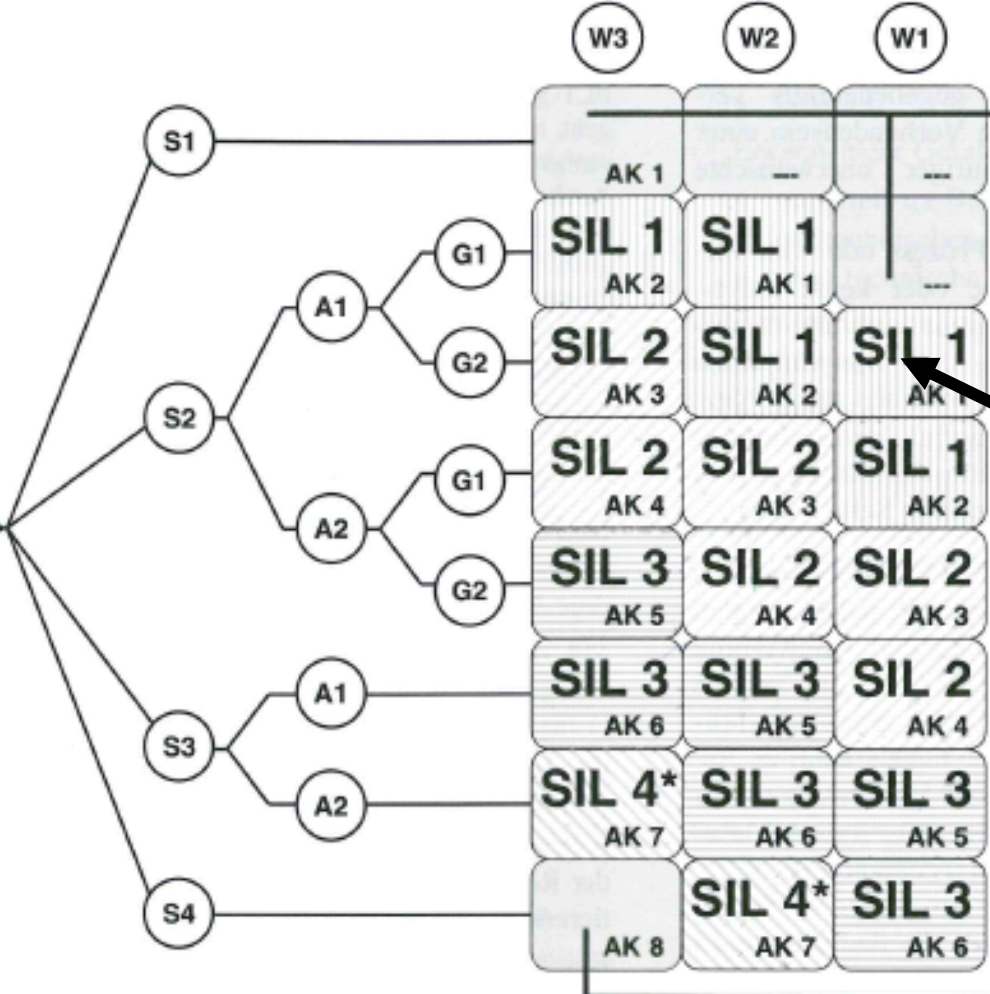 W3 W2 W1
S1
AK 1 --- ---
G1 SIL 1 SIL 1
AK 2 AK 1 ---
A1
G2 SIL 2 SIL 1 SIL 1
AK 3 AK 2 AK 1
S2
G1 SIL 2 SIL 2 SIL 1
AK 4 AK 3 AK 2
A2
G2 SIL 3 SIL 2 SIL 2
AK 5 AK 4 AK 3
A1 SIL 3 SIL 3 SIL 2
AK 6 AK 5 AK 4
S3
A2 SIL 4* SIL 3 SIL 3
AK 7 AK 6 AK 5
S4 SIL 4* SIL 3
AK 8 AK 7 AK 6